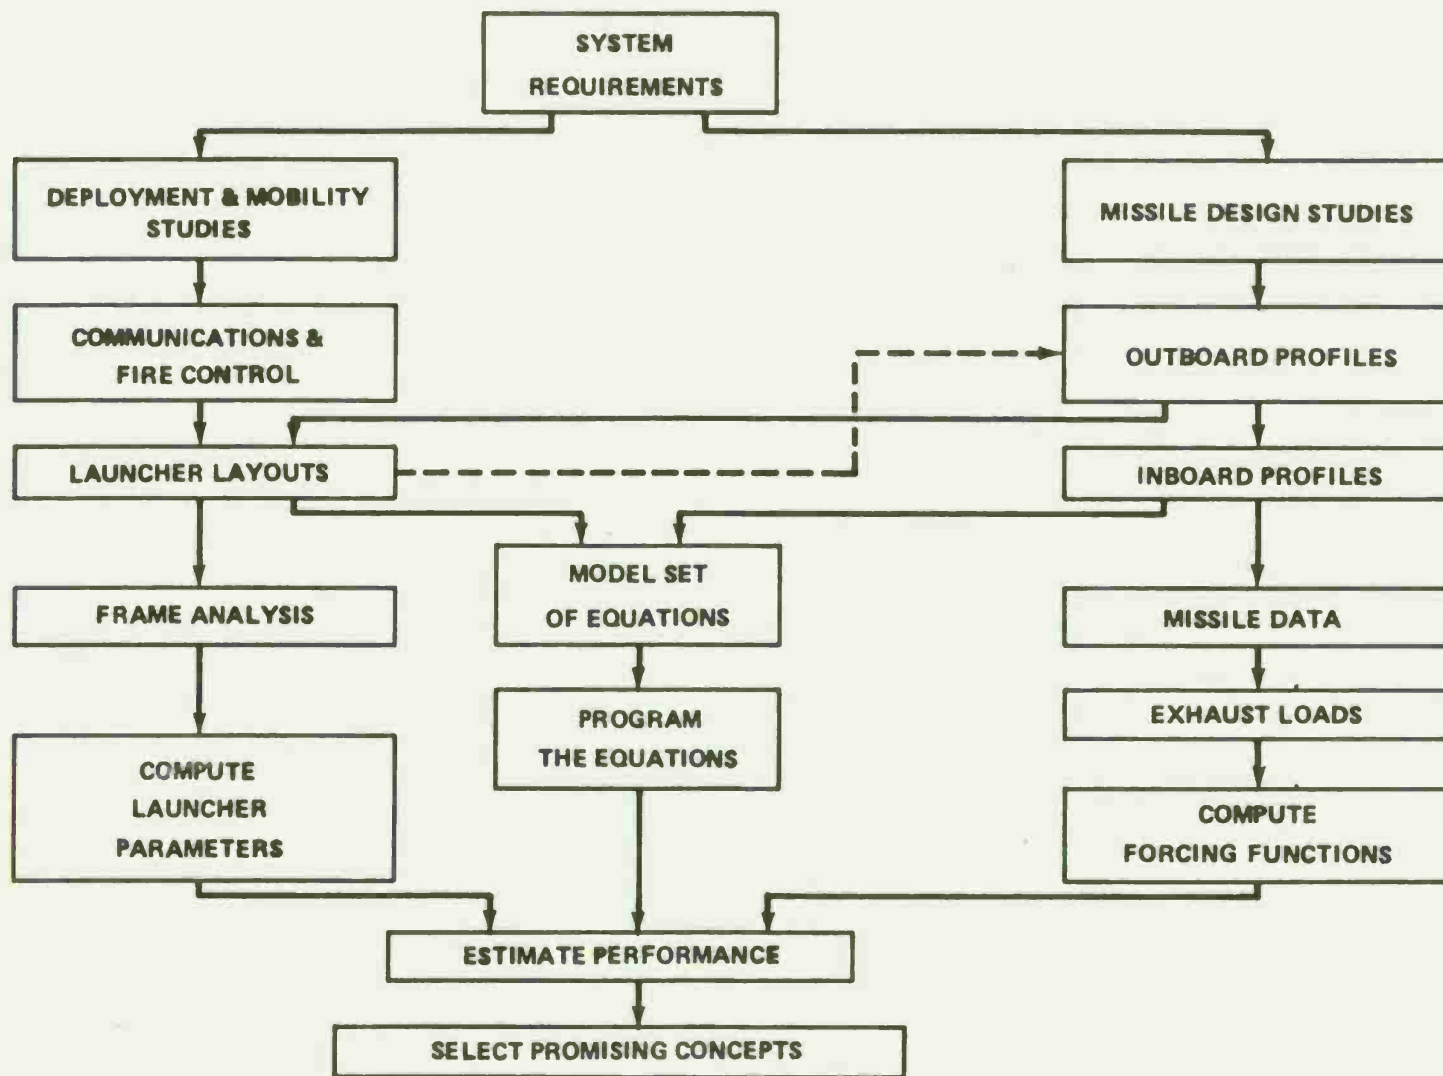 SYSTEM
REQUIREMENTS
DEPLOYMENT & MOBILITY
STUDIES
MISSILE DESIGN STUDIES
COMMUNICATIONS &
FIRE CONTROL
OUTBOARD PROFILES
LAUNCHER LAYOUTS
INBOARD PROFILES
MODEL SET
OF EQUATIONS
FRAME ANALYSIS
MISSILE DATA
PROGRAM
THE EQUATIONS
EXHAUST LOADS
COMPUTE
LAUNCHER
PARAMETERS
COMPUTE
FORCING FUNCTIONS
ESTIMATE PERFORMANCE
SELECT PROMISING CONCEPTS